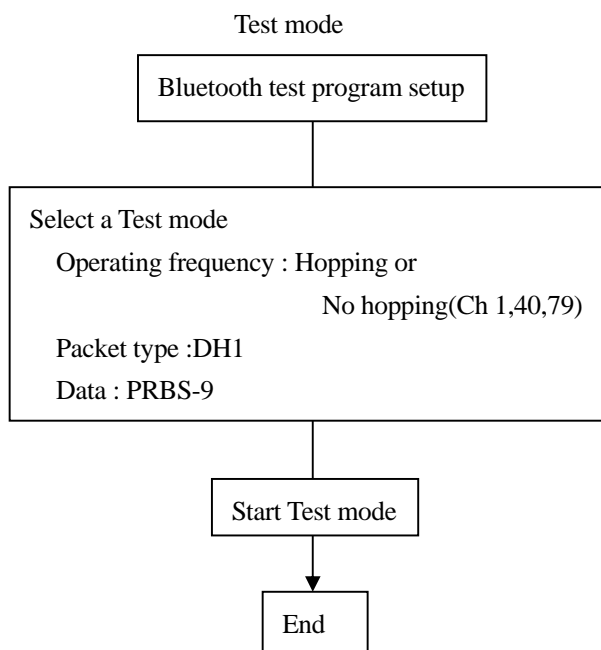 Test mode
Bluetooth test program setup
Select a Test mode
Operating frequency : Hopping or
No hopping(Ch 1,40,79)
Packet type :DH1
Data : PRBS-9
Start Test mode
End